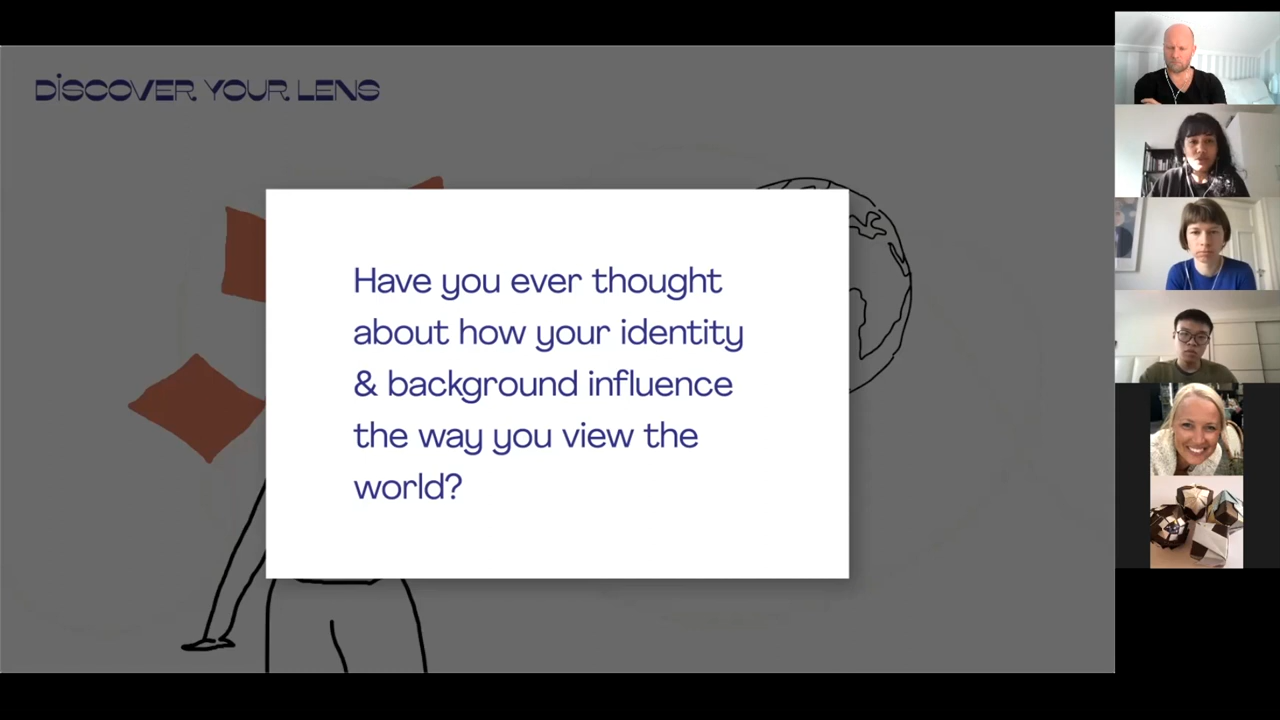 DiSCOVER YOUR LENS
Have you ever thought
about how your identity
& background influence
the way you view the
world?